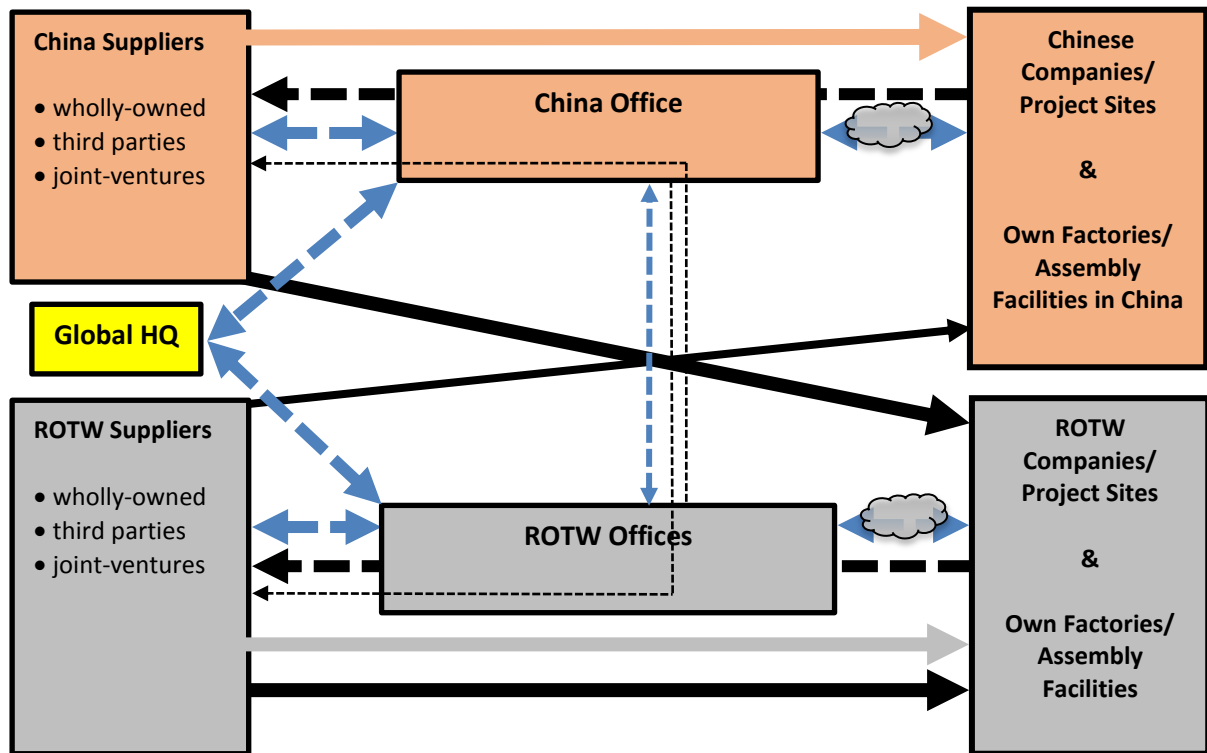 China Suppliers
• wholly-owned
• third parties
• joint-ventures
China Office
Chinese
Companies/
Project Sites
&
Own Factories/
Assembly
Facilities in China
Global HQ
ROTW Suppliers
• wholly-owned
• third parties
• joint-ventures
ROTW Offices
ROTW
Companies/
Project Sites
&
Own Factories/
Assembly
Facilities